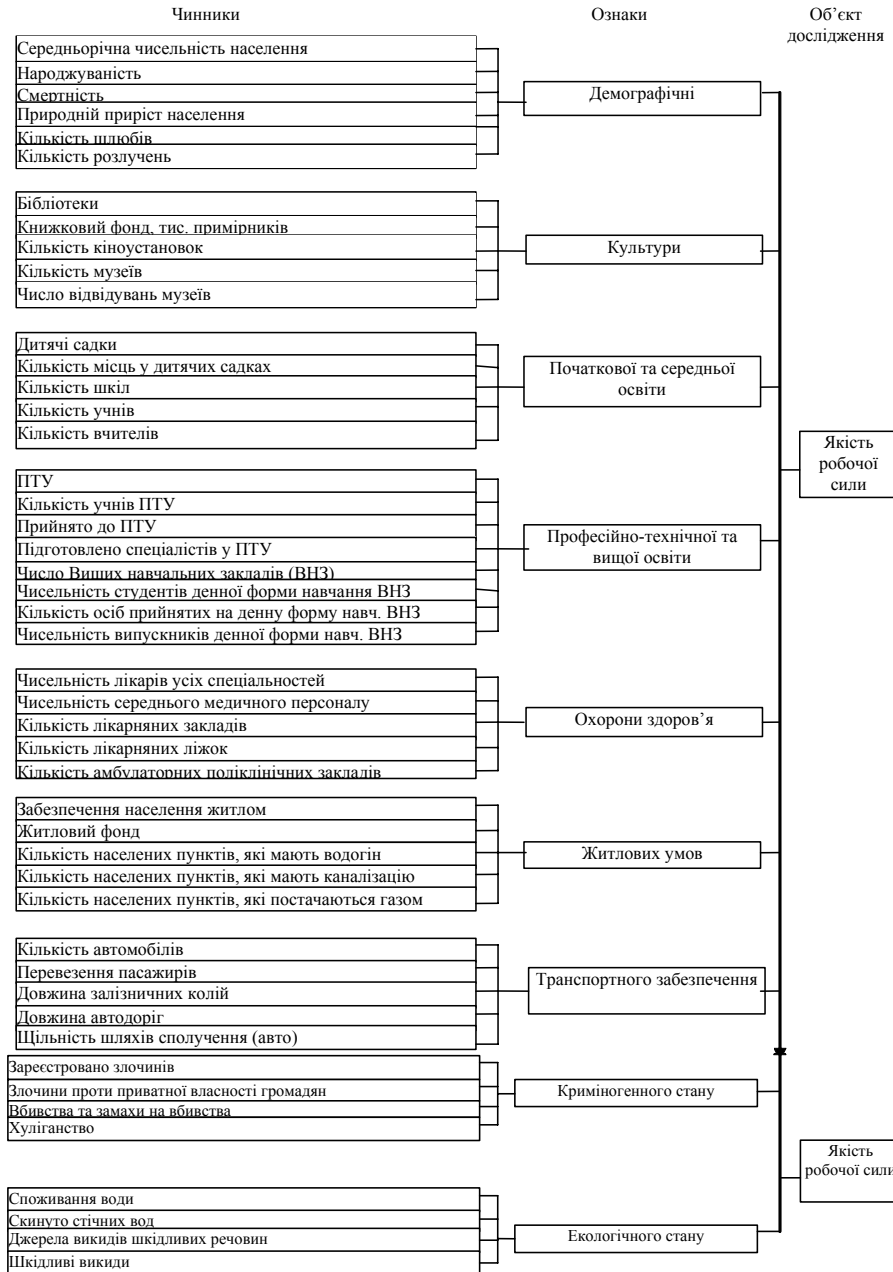 Чинники
Ознаки
Об’єкт
дослідження
Середньорічна чисельність населення
Народжуваність
Смертність
Природній приріст населення
Кількість шлюбів
Кількість розлучень
Демографічні
Бібліотеки
Книжковий фонд, тис. примірників
Кількість кіноустановок
Кількість музеїв
Число відвідувань музеїв
Культури
Дитячі садки
Кількість місць у дитячих садках
Кількість шкіл
Кількість учнів
Кількість вчителів
Початкової та середньої
освіти
Якість
робочої
сили
ПТУ
Кількість учнів ПТУ
Прийнято до ПТУ
Підготовлено спеціалістів у ПТУ
Число Виших навчальних закладів (ВНЗ)
Чисельність студентів денної форми навчання ВНЗ
Кількість осіб прийнятих на денну форму навч. ВНЗ
Чисельність випускників денної форми навч. ВНЗ
Професійно-технічної та
вищої освіти
Чисельність лікарів усіх спеціальностей
Чисельність середнього медичного персоналу
Кількість лікарняних закладів
Кількість лікарняних ліжок
Кількість амбулаторних поліклінічних закладів
Охорони здоров’я
Забезпечення населення житлом
Житловий фонд
Кількість населених пунктів, які мають водогін
Кількість населених пунктів, які мають каналізацію
Кількість населених пунктів, які постачаються газом
Житлових умов
Кількість автомобілів
Перевезення пасажирів
Довжина залізничних колій
Довжина автодоріг
Щільність шляхів сполучення (авто)
Транспортного забезпечення
Зареєстровано злочинів
Злочини проти приватної власності громадян
Вбивства та замахи на вбивства
Хуліганство
Криміногенного стану
Якість
робочої сили
Споживання води
Скинуто стічних вод
Джерела викидів шкідливих речовин
Шкідливі викиди
Екологічного стану